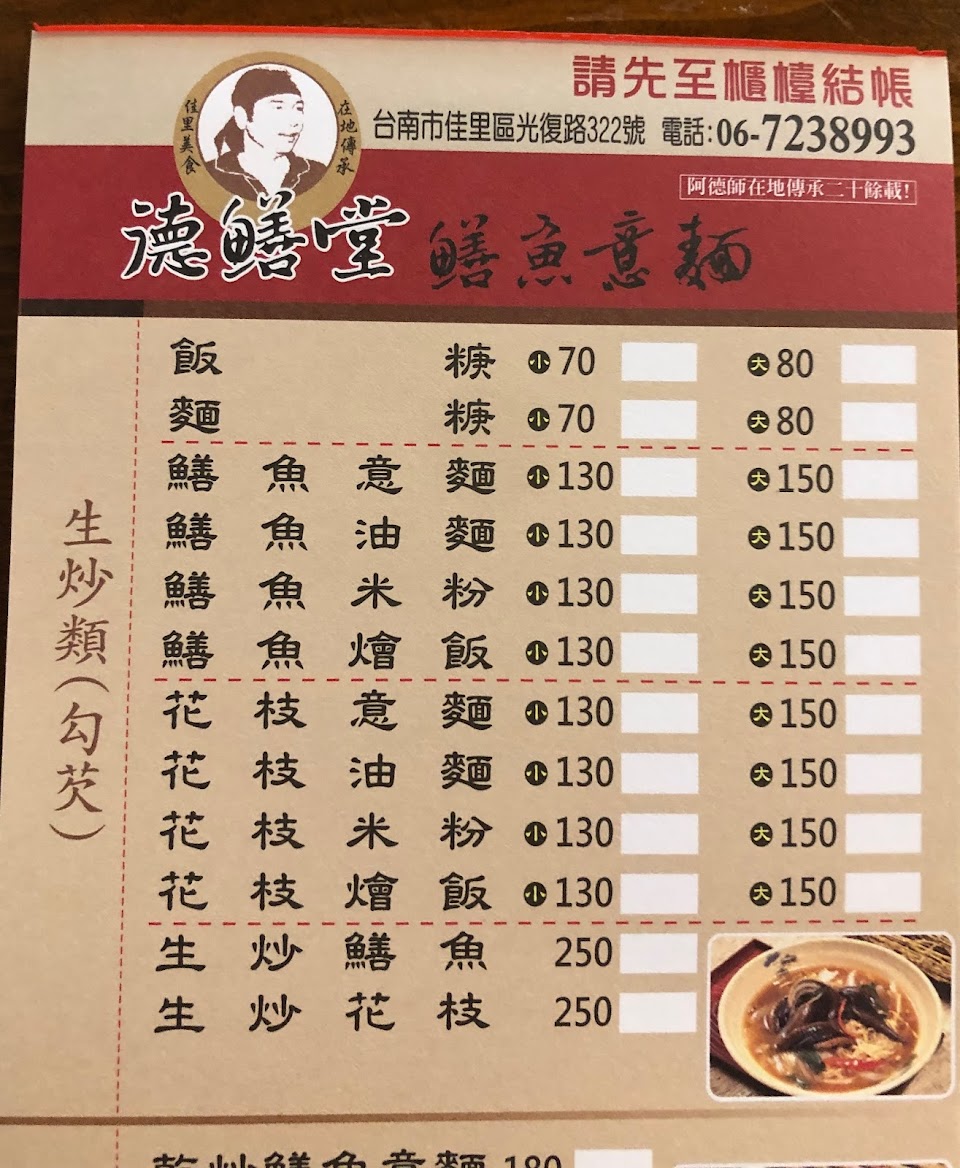 請先至櫃檯結帳
佳里美食
在地傳承
台南市佳里區光復路322號 電話:06-7238993
阿德師在地傳承二十餘載!
德鱔堂 鱔魚意麵
生炒類(勾芡)
飯糖 小70 大80
麵糖 小70 大80
鱔魚意麵 小130 大150
鱔魚油麵 小130 大150
鱔魚米粉 小130 大150
鱔魚燴飯 小130 大150
花枝意麵 小130 大150
花枝油麵 小130 大150
花枝米粉 小130 大150
花枝燴飯 小130 大150
生炒鱔魚 250
生炒花枝 250
乾炒鱔魚意麵 180